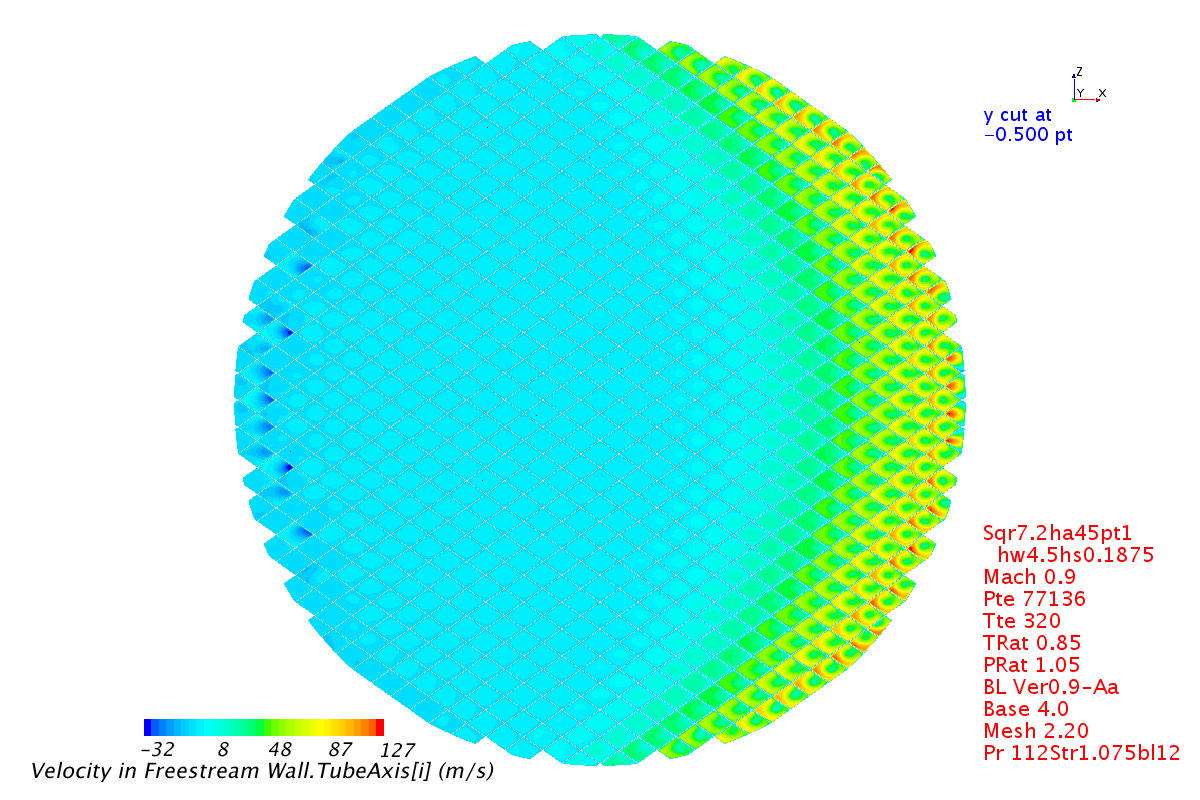 Z
Y X
y cut at
−0.500 pt
Sqr7.2ha45pt1
hw4.5hs0.1875
Mach 0.9
Pte 77136
Tte 320
TRat 0.85
PRat 1.05
BL Ver0.9−Aa
Base 4.0
Mesh 2.20
Pr 112Str1.075bl12
−32 8 48 87 127
Velocity in Freestream Wall.TubeAxis[i] (m/s)